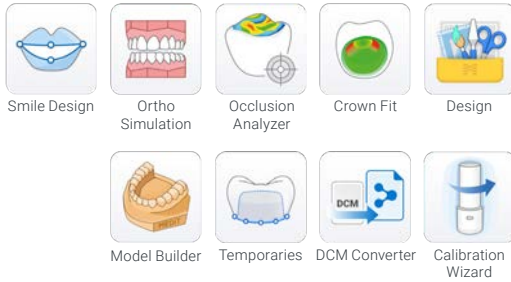 Smile Design
Ortho
Simulation
Occlusion
Analyzer
Crown Fit
Design
DCM
Model Builder
Temporaries
DCM Converter
Calibration
Wizard